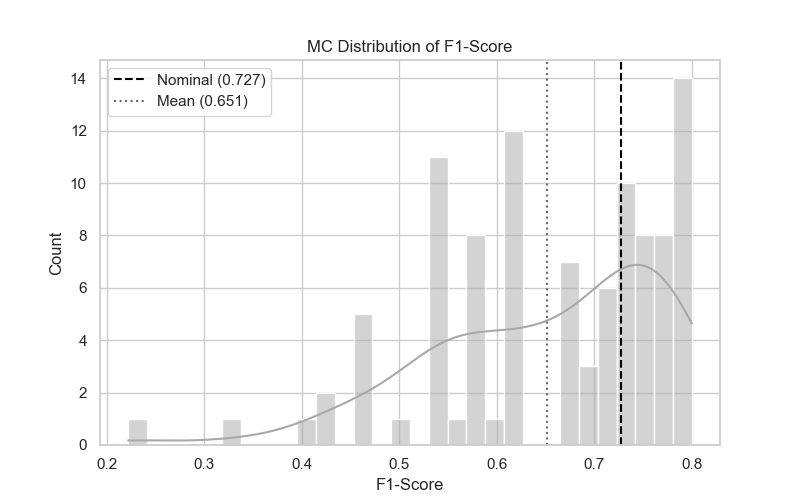 MC Distribution of F1-Score
Nominal (0.727)
Mean (0.651)
14
12
10
8
6
4
2
0
Count
0.2 0.3 0.4 0.5 0.6 0.7 0.8
F1-Score